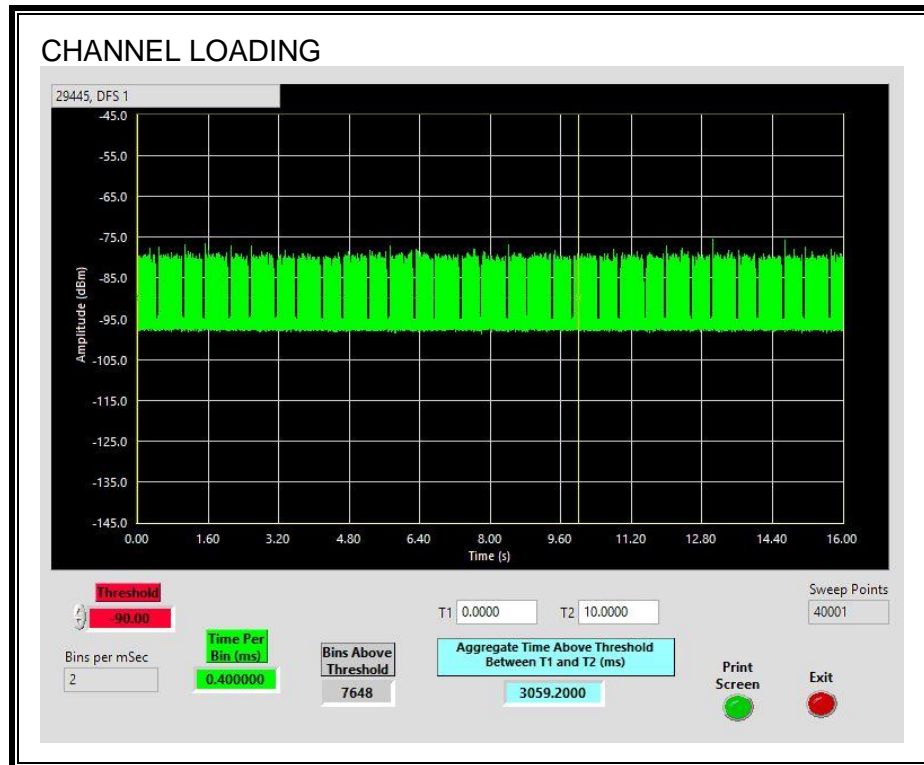 CHANNEL LOADING
29445, DFS 1
-45.0
-55.0
-65.0
-75.0
-85.0
-95.0
-105.0
-115.0
-125.0
-135.0
-145.0
Amplitude (dBm)
0.00 1.60 3.20 4.80 6.40 8.00 9.60 11.20 12.80 14.40 16.00
Time (s)
Threshold
-90.00
Bins per mSec
2
Time Per
Bin (ms)
0.400000
Bins Above
Threshold
7648
T1 0.0000 T2 10.0000
Aggregate Time Above Threshold
Between T1 and T2 (ms)
3059.2000
Sweep Points
40001
Print
Screen
Exit